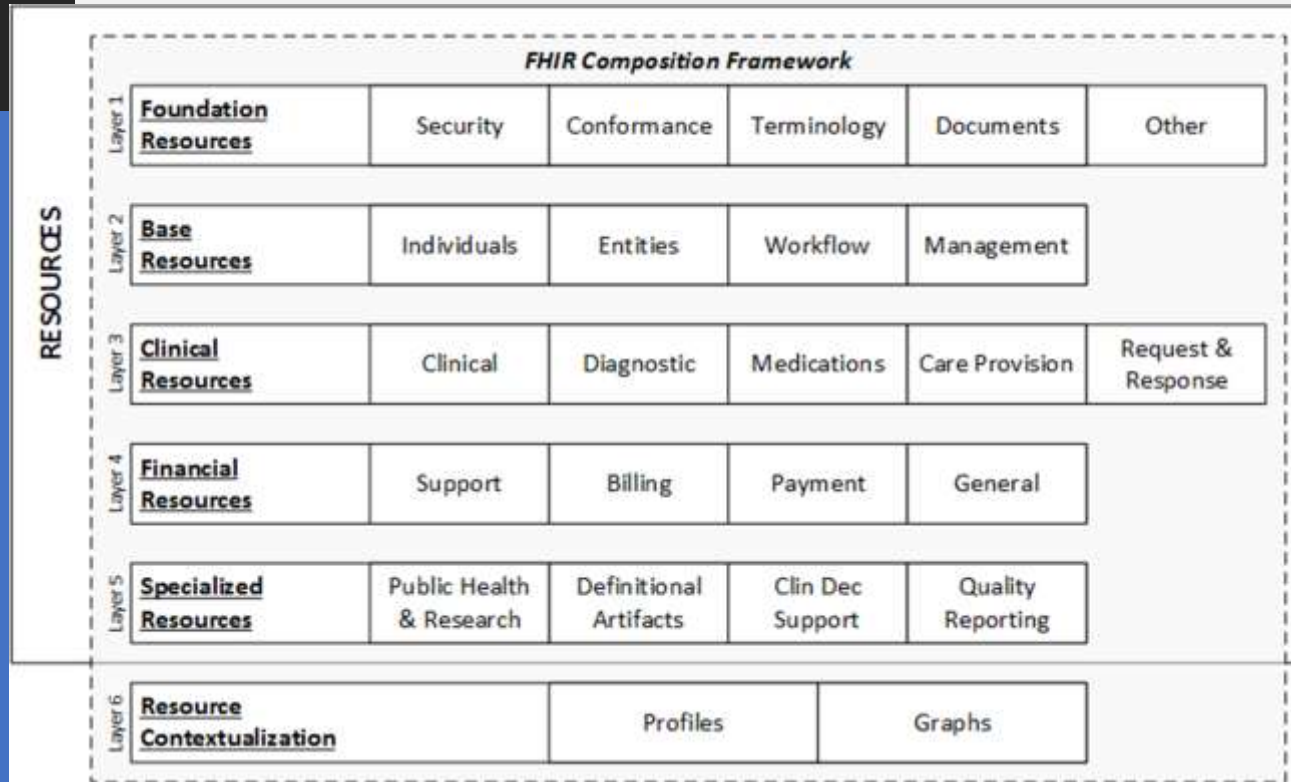 FHIR Composition Framework
RESOURCES
Layer 1
Foundation
Resources
Security
Conformance
Terminology
Documents
Other
Layer 2
Base
Resources
Individuals
Entities
Workflow
Management
Layer 3
Clinical
Resources
Clinical
Diagnostic
Medications
Care Provision
Request &
Response
Layer 4
Financial
Resources
Support
Billing
Payment
General
Layer 5
Specialized
Resources
Public Health
& Research
Definitional
Artifacts
Clin Dec
Support
Quality
Reporting
Layer 6
Resource
Contextualization
Profiles
Graphs